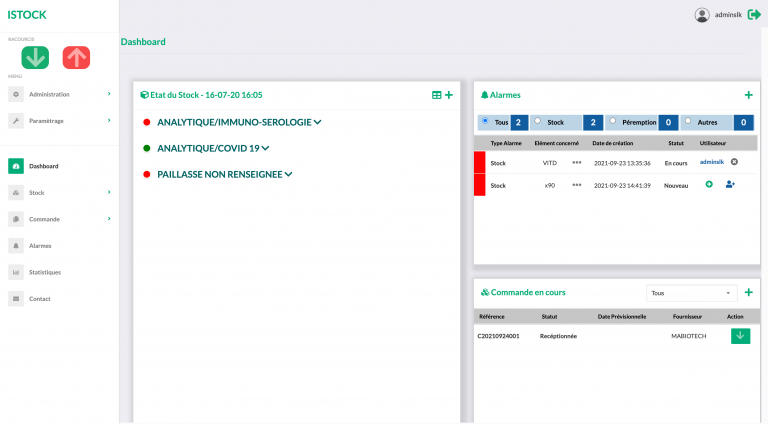 ISTOCK
adminslk
RACOURCIS
MENU
Administration
Paramètrage
Dashboard
Stock
Commande
Alarmes
Statistiques
Contact
Dashboard
Etat du Stock - 16-07-20 16:05
ANALYTIQUE/IMMUNO-SEROLOGIE
ANALYTIQUE/COVID 19
PAILLASSE NON RENSEIGNEE
Alarmes
Tous 2 Stock 2 Péremption 0 Autres 0
Type Alarme Elément concerné Date de création Statut Utilisateur
Stock VITD 2021-09-23 13:35:36 En cours adminslk
Stock x90 2021-09-23 14:41:39 Nouveau
Commande en cours Tous
Référence Statut Date Prévisionnelle Fournisseur Action
C20210924001 Recéptionnée MABIOTECH